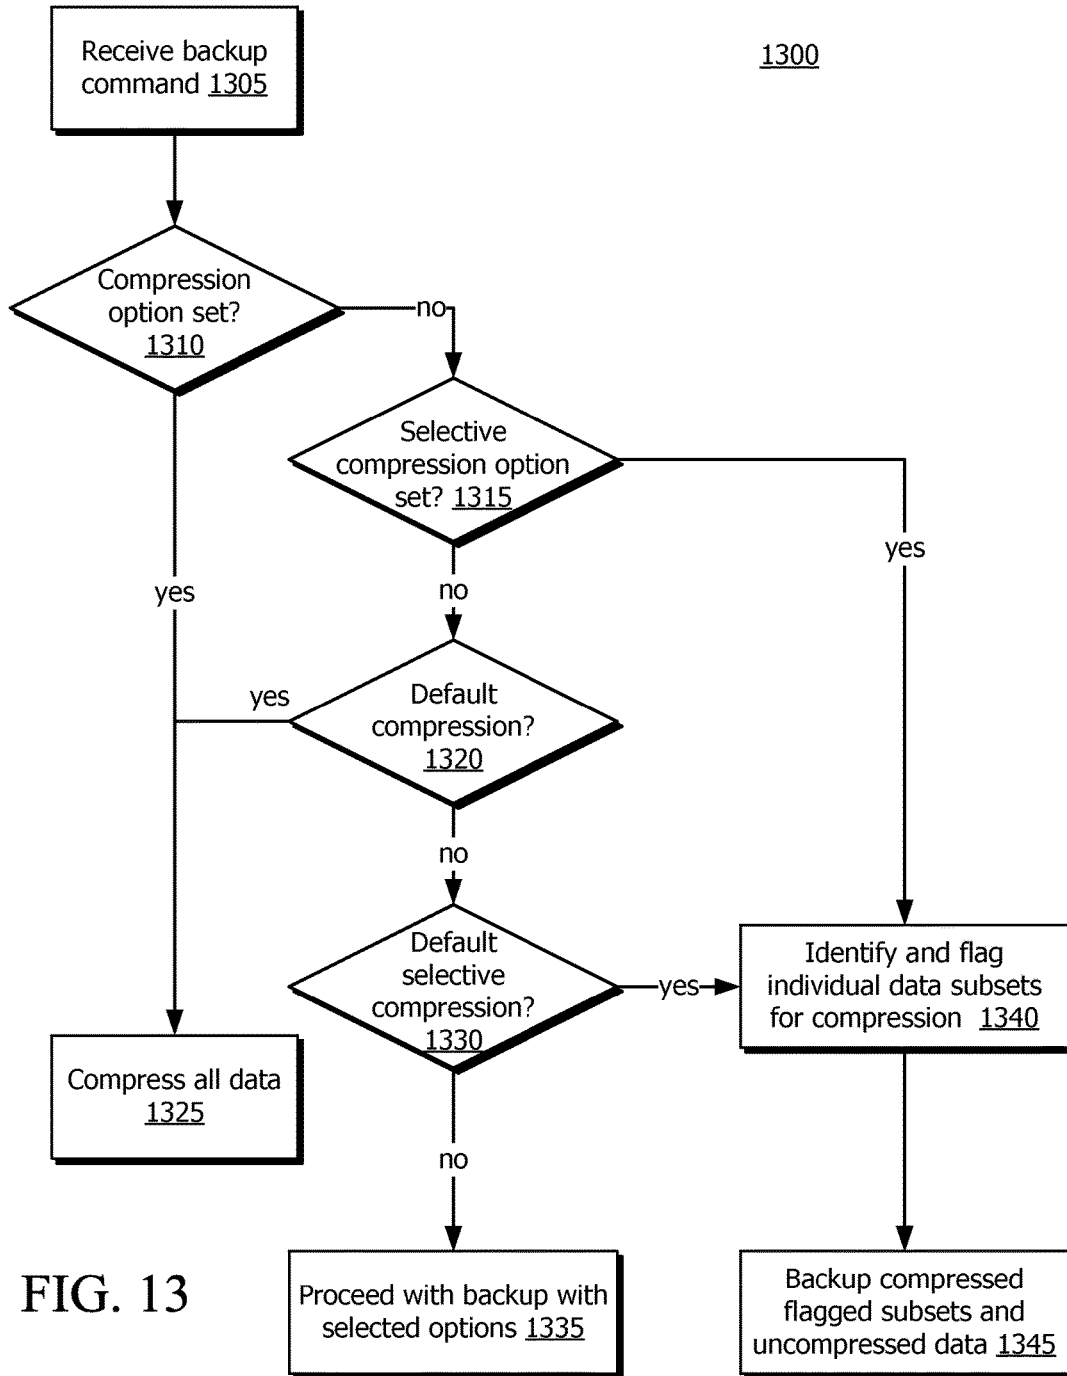 Receive backup
command 1305
1300
Compression
option set?
1310
no
Selective
compression option
set? 1315
yes
yes
no
Default
compression?
1320
yes
no
Default
selective
compression?
1330
yes
Identify and flag
individual data subsets
for compression 1340
Compress all data
1325
no
Proceed with backup with
selected options 1335
Backup compressed
flagged subsets and
uncompressed data 1345
FIG. 13